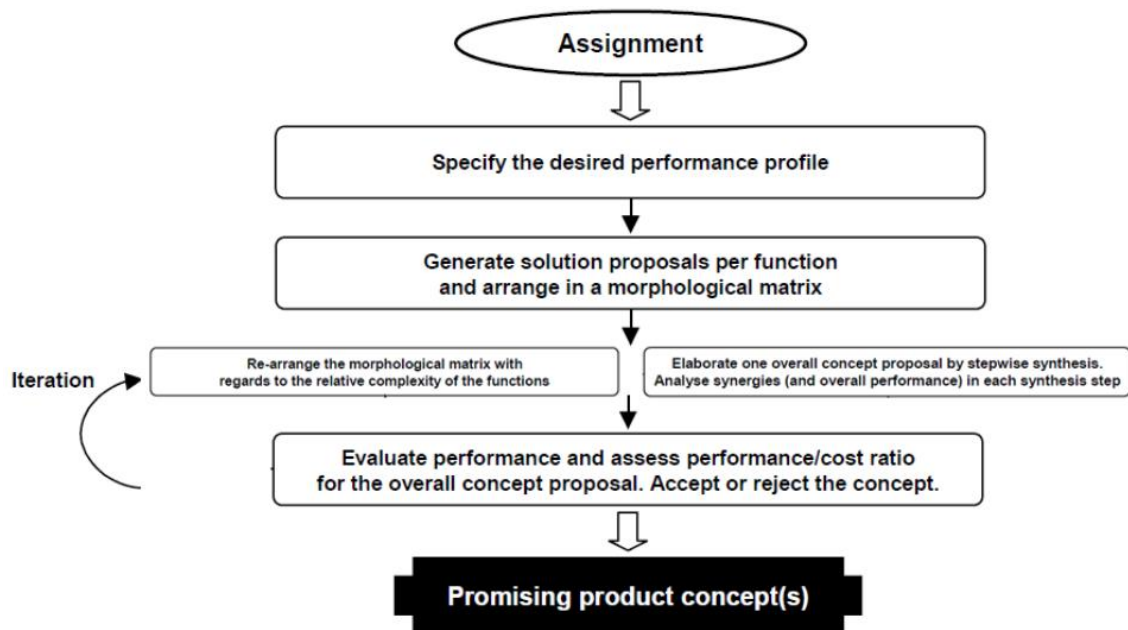 Assignment
Specify the desired performance profile
Generate solution proposals per function
and arrange in a morphological matrix
Iteration
Re-arrange the morphological matrix with
regards to the relative complexity of the functions
Elaborate one overall concept proposal by stepwise synthesis.
Analyse synergies (and overall performance) in each synthesis step
Evaluate performance and assess performance/cost ratio
for the overall concept proposal. Accept or reject the concept.
Promising product concept(s)